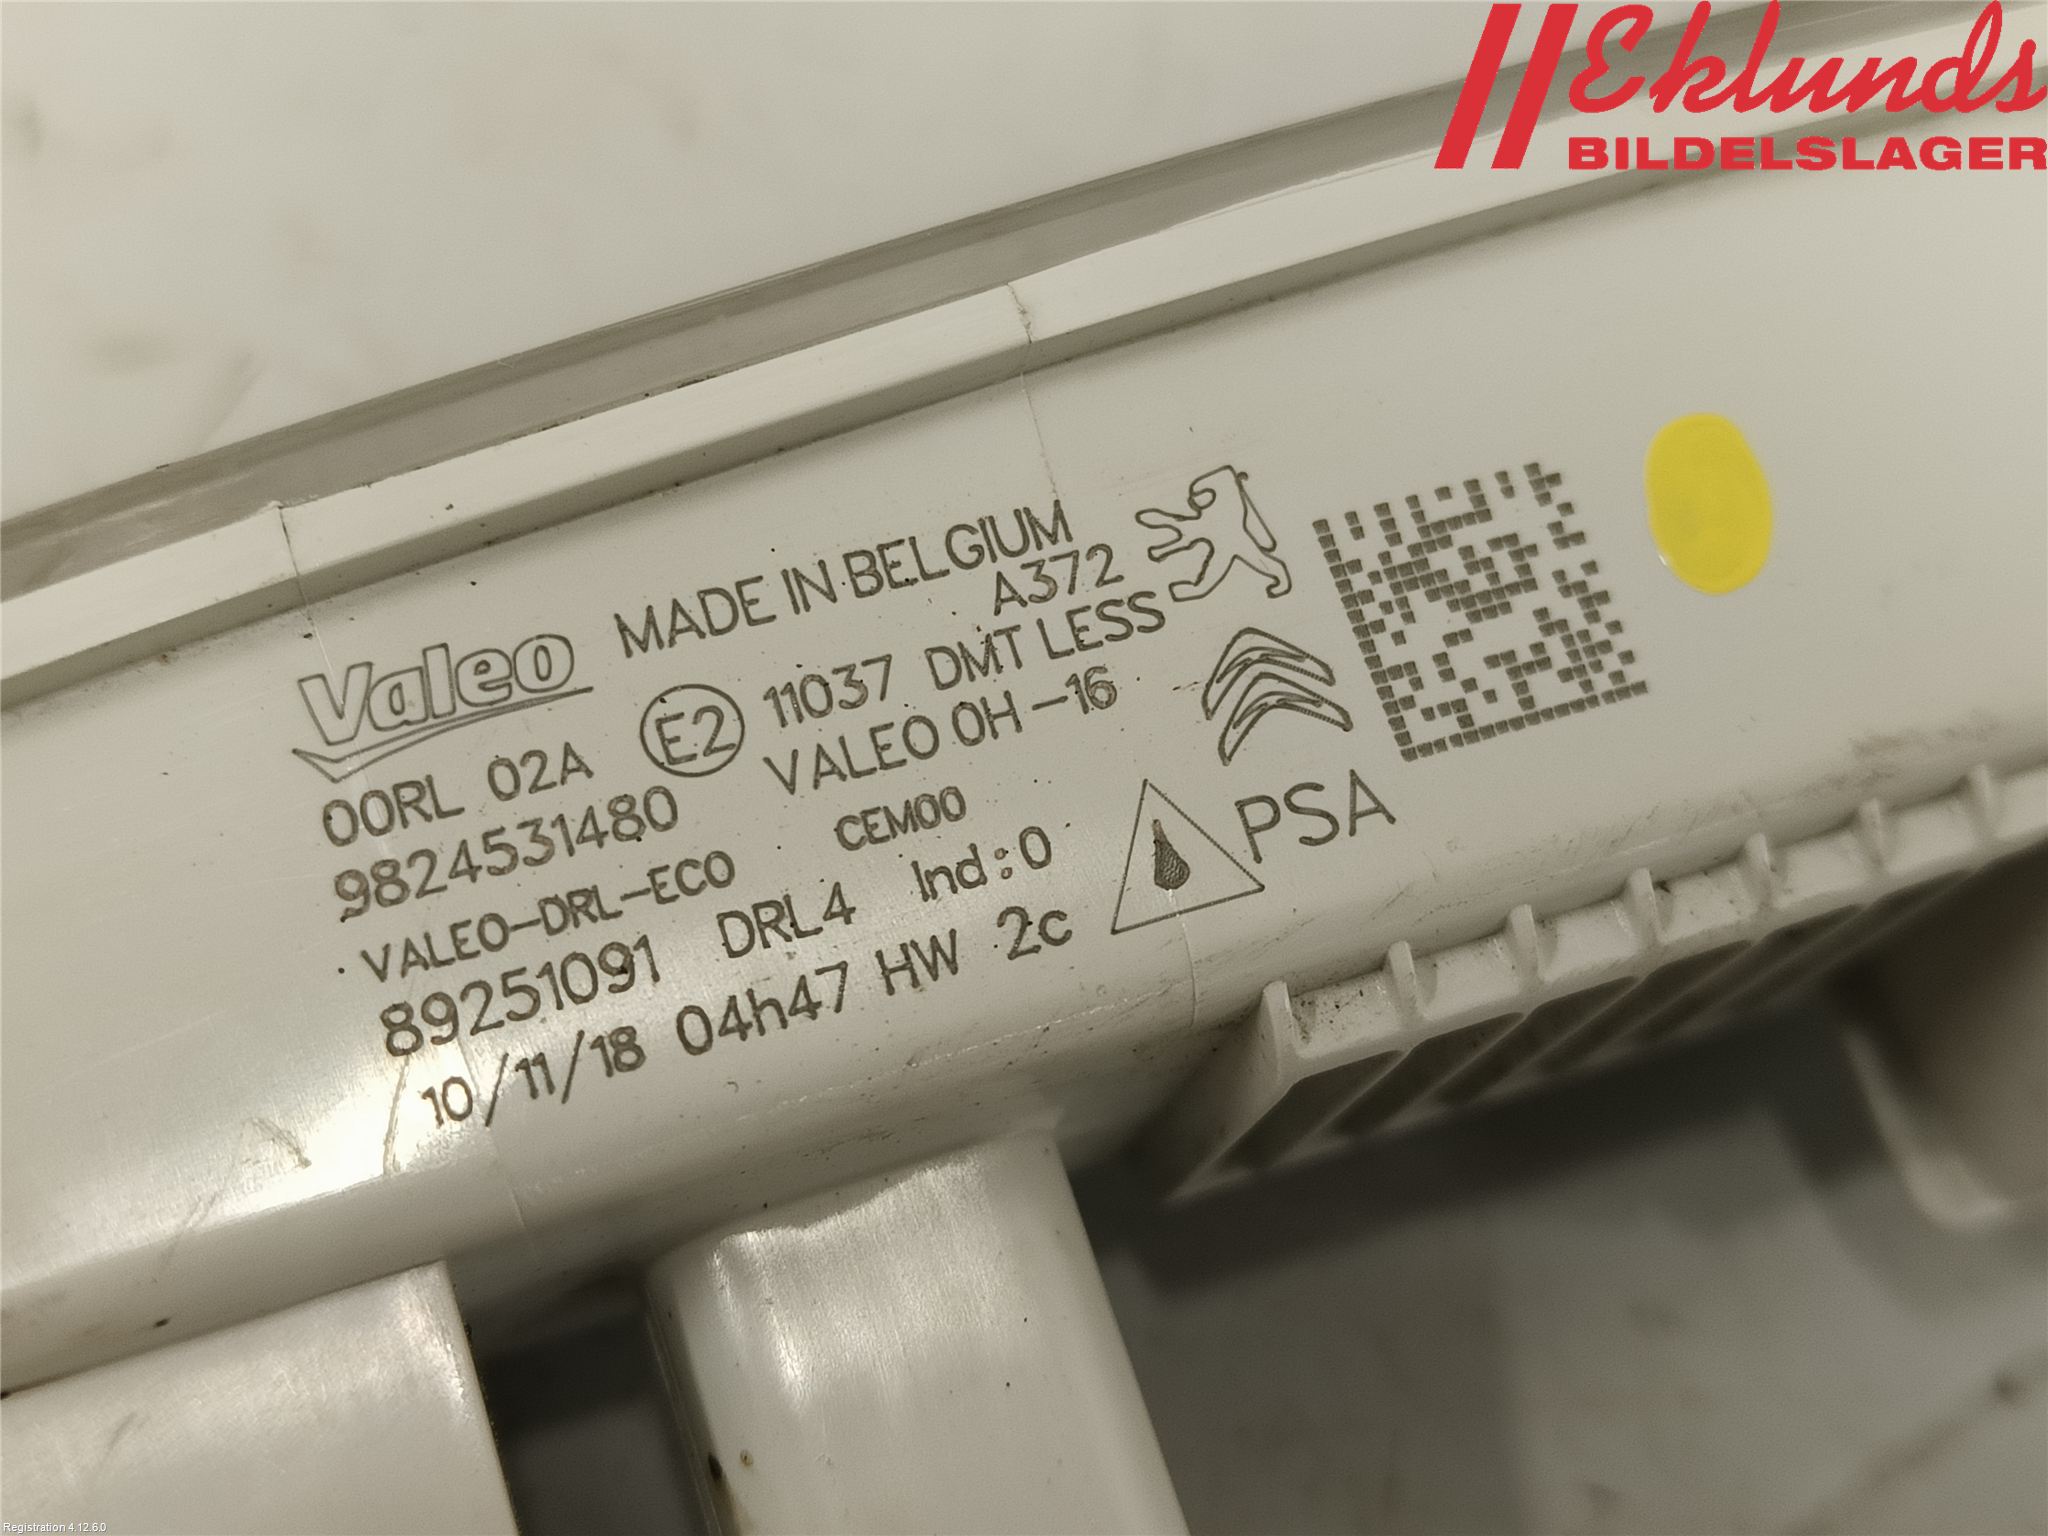 Eklunds
BILDELSLAGER
Valeo MADE IN BELGIUM
A372
00RL 02A E2 11037 DMT LESS
9824531480 VALEO 0H-16
VALEO-DRL-ECO CEM00
89251091 DRL4 Ind:0
10/11/18 04h47 HW 2c
PSA
Registration 4.12.6.0